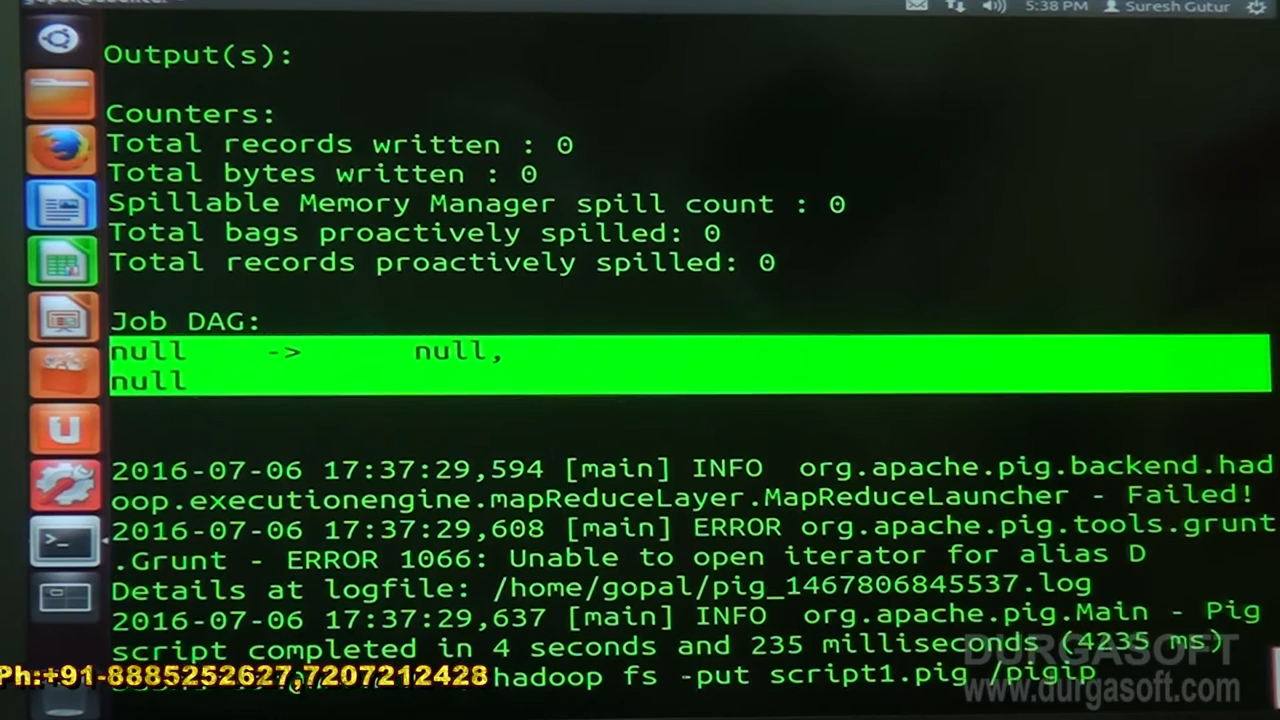 5:38 PM Suresh Gutur
Output(s):
Counters:
Total records written : 0
Total bytes written : 0
Spillable Memory Manager spill count : 0
Total bags proactively spilled: 0
Total records proactively spilled: 0
Job DAG:
null -> null,
null
2016-07-06 17:37:29,594 [main] INFO org.apache.pig.backend.had
oop.executionengine.mapReduceLayer.MapReduceLauncher - Failed!
2016-07-06 17:37:29,608 [main] ERROR org.apache.pig.tools.grunt
.Grunt - ERROR 1066: Unable to open iterator for alias D
Details at logfile: /home/gopal/pig_1467806845537.log
2016-07-06 17:37:29,637 [main] INFO org.apache.pig.Main - Pig
script completed in 4 seconds and 235 milliseconds (4235 ms)
hadoop fs -put script1.pig /pigip
Ph:+91-8885252627,7207212428
DURGASOFT
www.durgasoft.com